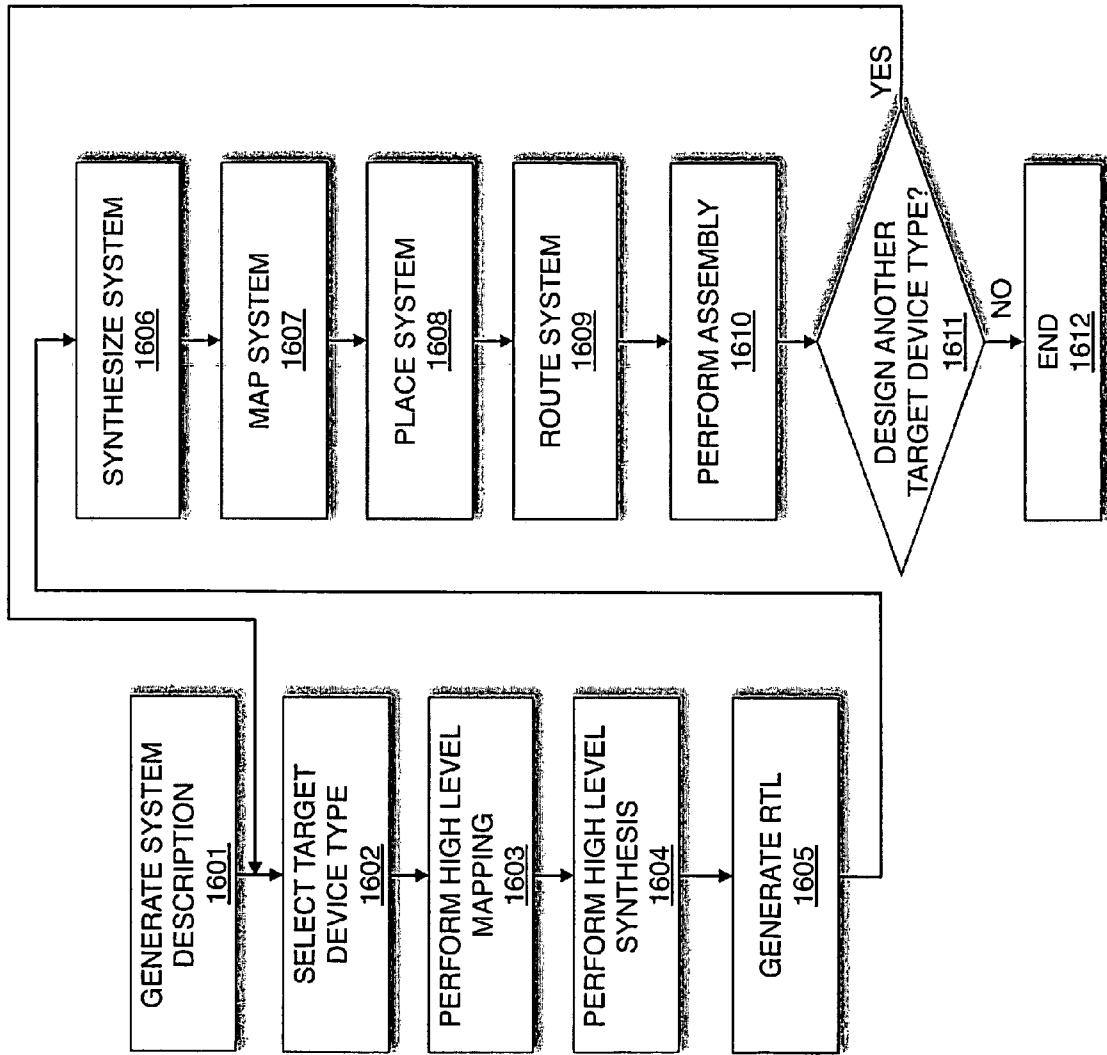 GENERATE SYSTEM
DESCRIPTION
1601
SELECT TARGET
DEVICE TYPE
1602
PERFORM HIGH LEVEL
MAPPING
1603
PERFORM HIGH LEVEL
SYNTHESIS
1604
GENERATE RTL
1605
SYNTHESIZE SYSTEM
1606
MAP SYSTEM
1607
PLACE SYSTEM
1608
ROUTE SYSTEM
1609
PERFORM ASSEMBLY
1610
DESIGN ANOTHER
TARGET DEVICE TYPE?
1611
YES
NO
END
1612